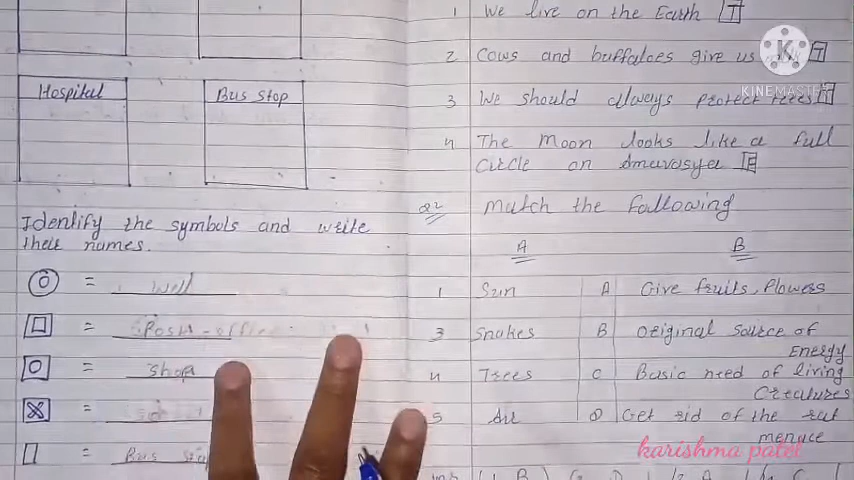 Hospital
Bus Stop
Identify the symbols and write
their names.
= Well
= Post-office
= Shop
=
= Bus
1 We live on the Earth T
2 Cows and buffaloes give us T
3 We should always protect trees T
4 The Moon looks like a full
circle on Amavasya F
Q2 Match the following
A B
1 Sun A Give fruits, Flowers
3 Snakes B original source of
Energy
4 Trees C Basic need of living
Creatures
5 Air D Get rid of the rat
menace
K
KINEMASTER
karishma patel